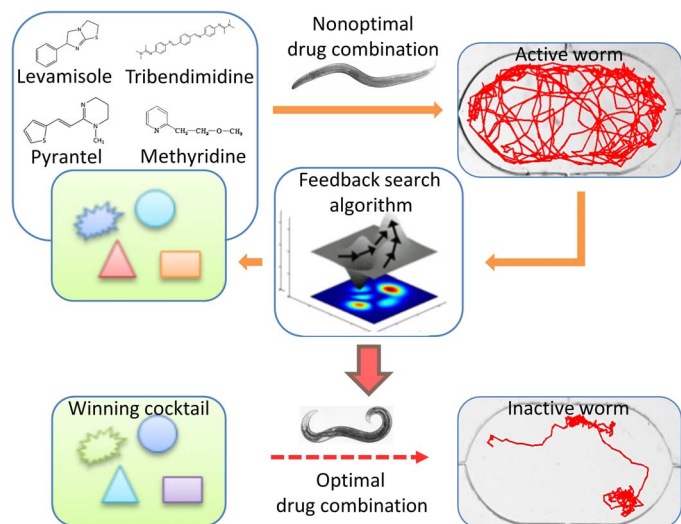 Levamisole
Tribendimidine
Pyrantel
Methyridine
Nonoptimal
drug combination
Active worm
Feedback search
algorithm
Winning cocktail
Optimal
drug combination
Inactive worm